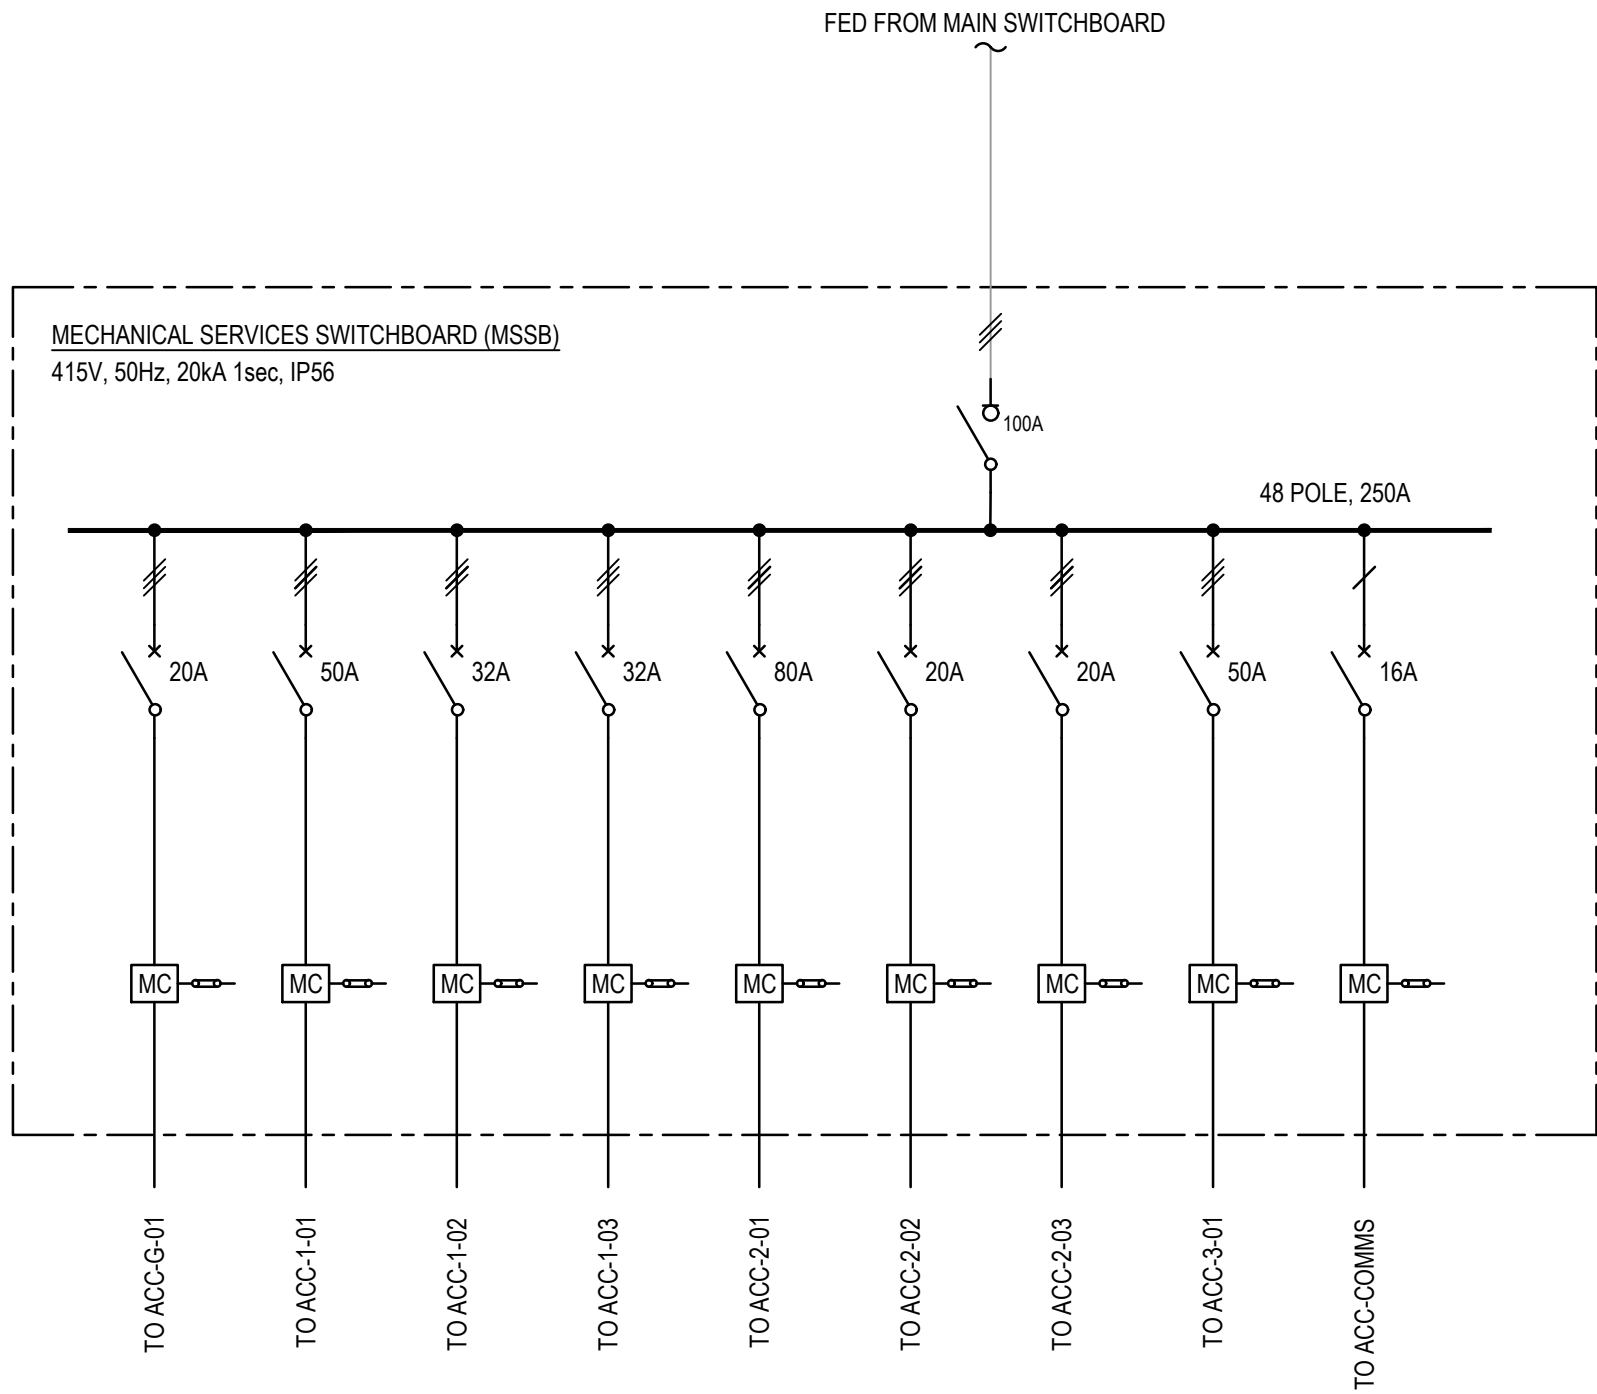 FED FROM MAIN SWITCHBOARD
MECHANICAL SERVICES SWITCHBOARD (MSSB)
415V, 50Hz, 20kA 1sec, IP56
100A
48 POLE, 250A
20A
50A
32A
32A
80A
20A
20A
50A
16A
MC
MC
MC
MC
MC
MC
MC
MC
MC
TO ACC-G-01
TO ACC-1-01
TO ACC-1-02
TO ACC-1-03
TO ACC-2-01
TO ACC-2-02
TO ACC-2-03
TO ACC-3-01
TO ACC-COMMS